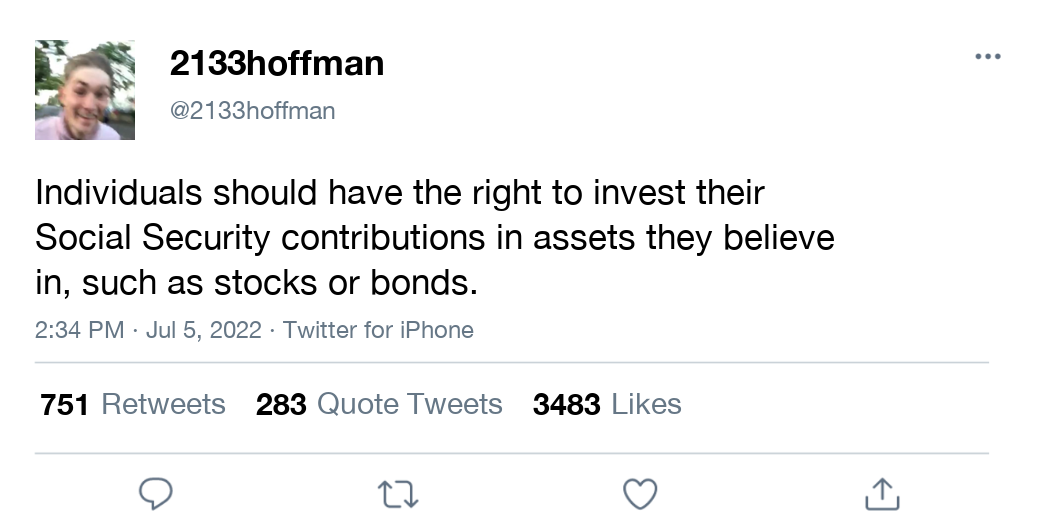 2133hoffman
@2133hoffman
Individuals should have the right to invest their
Social Security contributions in assets they believe
in, such as stocks or bonds.
2:34 PM · Jul 5, 2022 · Twitter for iPhone
751 Retweets 283 Quote Tweets 3483 Likes